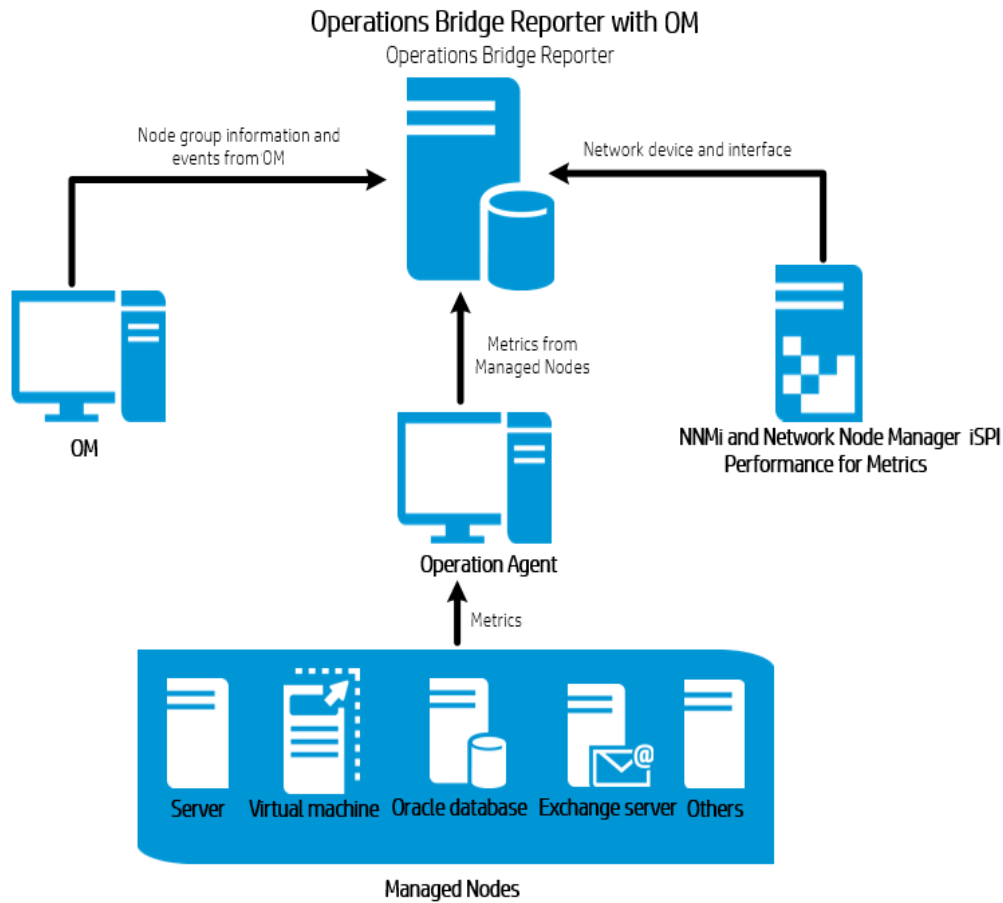 Operations Bridge Reporter with OM
Operations Bridge Reporter
Node group information and
events from OM
Network device and interface
Metrics from
Managed Nodes
OM
NNMi and Network Node Manager iSPI
Performance for Metrics
Operation Agent
Metrics
@
Server
Virtual machine
Oracle database
Exchange server
Others
Managed Nodes